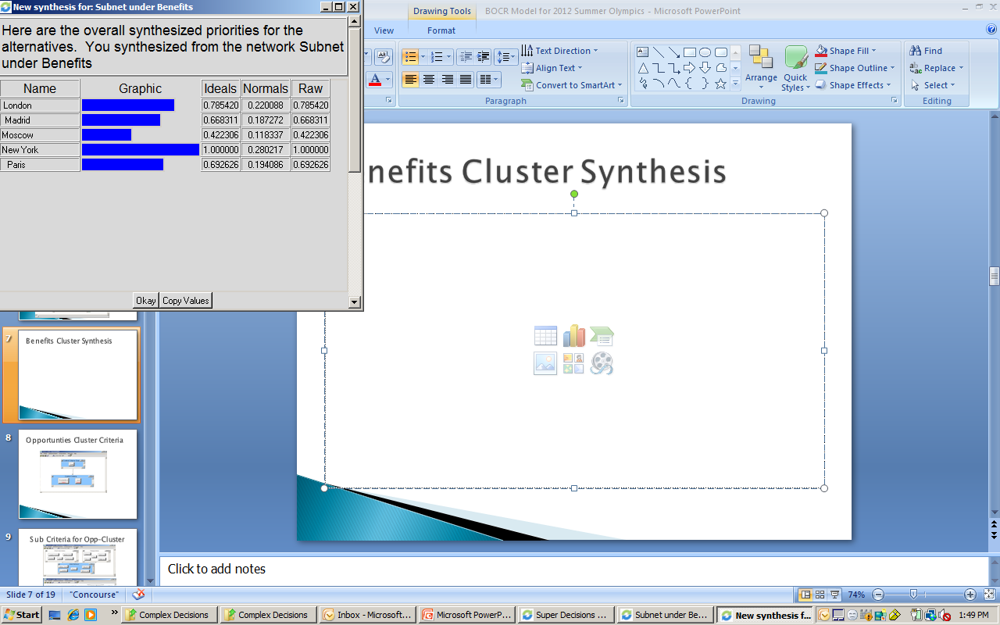 New synthesis for: Subnet under Benefits
Here are the overall synthesized priorities for the
alternatives.  You synthesized from the network Subnet
under Benefits
Name Graphic Ideals Normals Raw
London 0.785420 0.220088 0.785420
Madrid 0.668311 0.187272 0.668311
Moscow 0.422306 0.118337 0.422306
New York 1.000000 0.280217 1.000000
Paris 0.692626 0.194086 0.692626
Okay Copy Values
Drawing Tools BOCR Model for 2012 Summer Olympics - Microsoft PowerPoint
View Format
Text Direction
Align Text
Convert to SmartArt
Paragraph
Arrange
Quick
Styles
Shape Fill
Shape Outline
Shape Effects
Drawing
Find
Replace
Select
Editing
nefits Cluster Synthesis
7
Benefits Cluster Synthesis
8
Opportunties Cluster Criteria
9
Sub Criteria for Opp-Cluster
Click to add notes
Slide 7 of 19 "Concourse" 74%
Start Complex Decisions Complex Decisions Inbox - Microsoft... Microsoft PowerP... Super Decisions ... Subnet under Be... New synthesis f... 1:49 PM